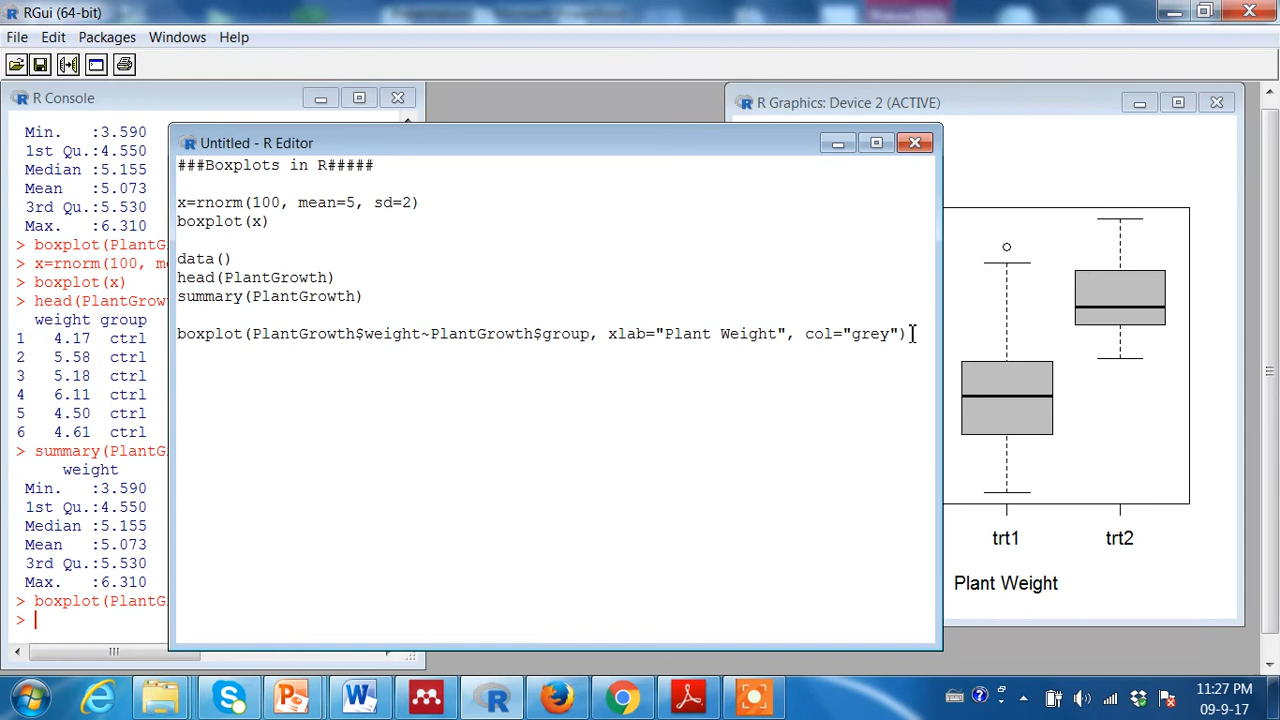 RGui (64-bit)
File Edit Packages Windows Help
R Console
Min. :3.590
1st Qu.:4.550
Median :5.155
Mean :5.073
3rd Qu.:5.530
Max. :6.310
> boxplot(PlantG
> x=rnorm(100, m
> boxplot(x)
> head(PlantGrow
weight group
1 4.17 ctrl
2 5.58 ctrl
3 5.18 ctrl
4 6.11 ctrl
5 4.50 ctrl
6 4.61 ctrl
> summary(PlantG
weight
Min. :3.590
1st Qu.:4.550
Median :5.155
Mean :5.073
3rd Qu.:5.530
Max. :6.310
> boxplot(PlantG
>
Untitled - R Editor
###Boxplots in R#####
x=rnorm(100, mean=5, sd=2)
boxplot(x)
data()
head(PlantGrowth)
summary(PlantGrowth)
boxplot(PlantGrowth$weight~PlantGrowth$group, xlab="Plant Weight", col="grey")
R Graphics: Device 2 (ACTIVE)
trt1 trt2
Plant Weight
11:27 PM
09-9-17